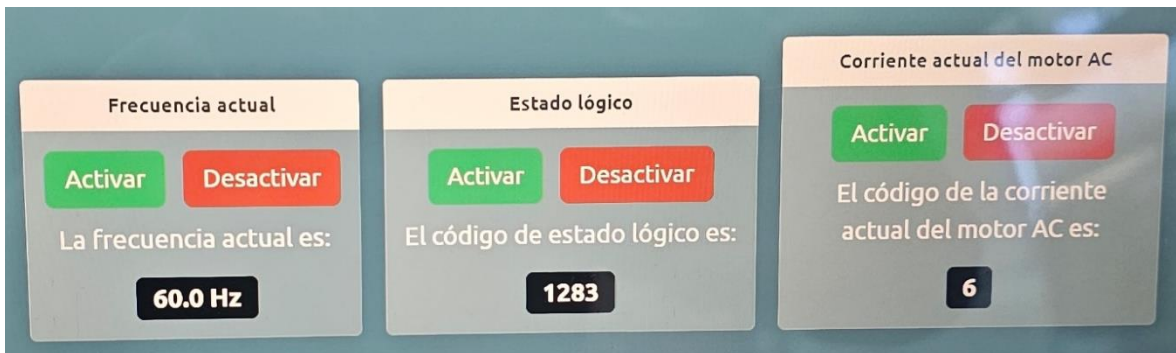 Frecuencia actual
Activar Desactivar
La frecuencia actual es:
60.0 Hz
Estado lógico
Activar Desactivar
El código de estado lógico es:
1283
Corriente actual del motor AC
Activar Desactivar
El código de la corriente
actual del motor AC es:
6